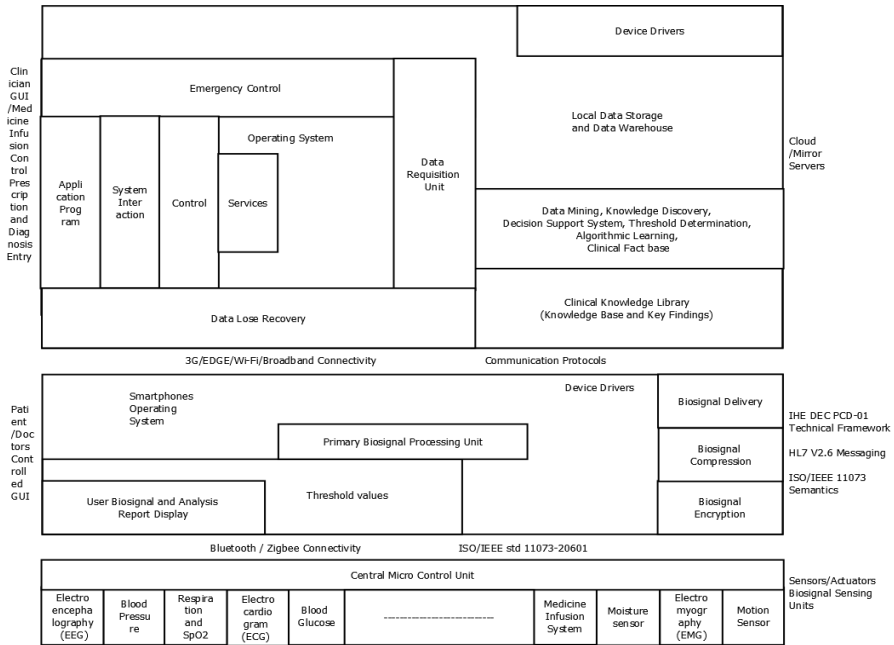 Device Drivers
Clin
ician
GUI
/Med
icine
Infu
sion
Con
trol
Pres
crip
tion
and
Diag
nosis
Entry
Emergency Control
Operating System
Appli
cation
Prog
ram
System
Inter
action
Control
Services
Data
Requisition
Unit
Local Data Storage
and Data Warehouse
Cloud
/Mirror
Servers
Data Mining, Knowledge Discovery,
Decision Support System, Threshold Determination,
Algorithmic Learning,
Clinical Fact base
Data Lose Recovery
Clinical Knowledge Library
(Knowledge Base and Key Findings)
3G/EDGE/Wi-Fi/Broadband Connectivity
Communication Protocols
Pati
ent
/Doc
tors
Cont
roll
ed
GUI
Smartphones
Operating
System
Device Drivers
Primary Biosignal Processing Unit
User Biosignal and Analysis
Report Display
Threshold values
Biosignal Delivery
Biosignal
Compression
Biosignal
Encryption
IHE DEC PCD-01
Technical Framework
HL7 V2.6 Messaging
ISO/IEEE 11073
Semantics
Bluetooth / Zigbee Connectivity
ISO/IEEE std 11073-20601
Central Micro Control Unit
Electro
encepha
lography
(EEG)
Blood
Pressu
re
Respira
tion
and
SpO2
Electro
cardio
gram
(ECG)
Blood
Glucose
----------------------------
Medicine
Infusion
System
Moisture
sensor
Electro
myogr
aphy
(EMG)
Motion
Sensor
Sensors/Actuators
Biosignal Sensing
Units